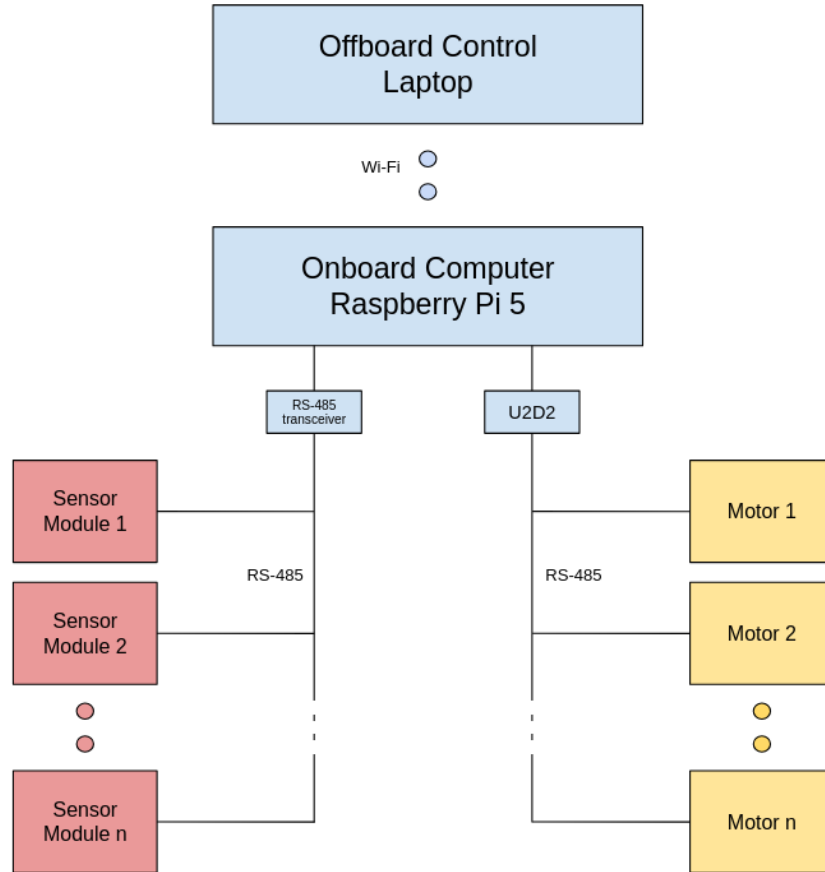 Offboard Control
Laptop
Wi-Fi
Onboard Computer
Raspberry Pi 5
RS-485
transceiver
U2D2
Sensor
Module 1
Motor 1
RS-485
RS-485
Sensor
Module 2
Motor 2
Sensor
Module n
Motor n